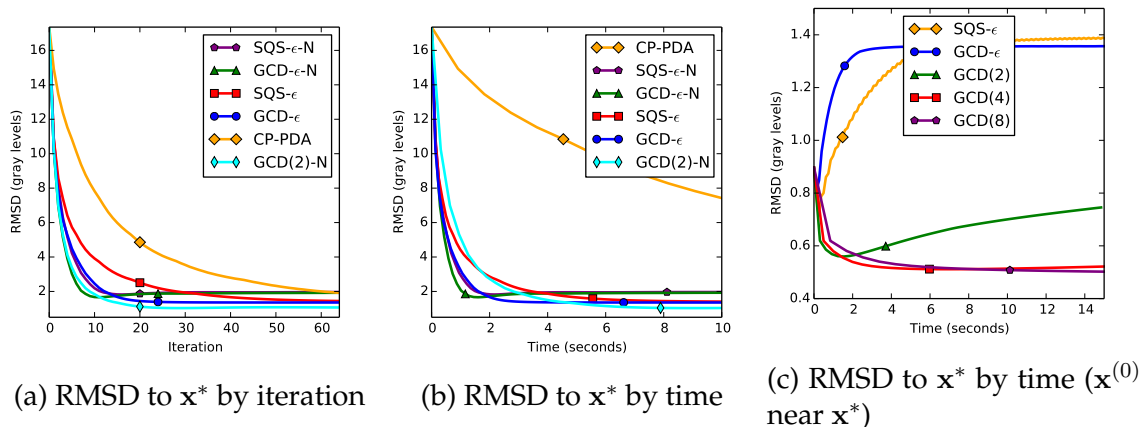 16
14
12
10
8
6
4
2
RMSD (gray levels)
0 10 20 30 40 50 60
Iteration
SQS-ϵ-N
GCD-ϵ-N
SQS-ϵ
GCD-ϵ
CP-PDA
GCD(2)-N
(a) RMSD to x* by iteration
16
14
12
10
8
6
4
2
RMSD (gray levels)
0 2 4 6 8 10
Time (seconds)
CP-PDA
SQS-ϵ-N
GCD-ϵ-N
SQS-ϵ
GCD-ϵ
GCD(2)-N
(b) RMSD to x* by time
1.4
1.2
1.0
0.8
0.6
0.4
RMSD (gray levels)
0 2 4 6 8 10 12 14
Time (seconds)
SQS-ϵ
GCD-ϵ
GCD(2)
GCD(4)
GCD(8)
(c) RMSD to x* by time (x(0)
near x*)